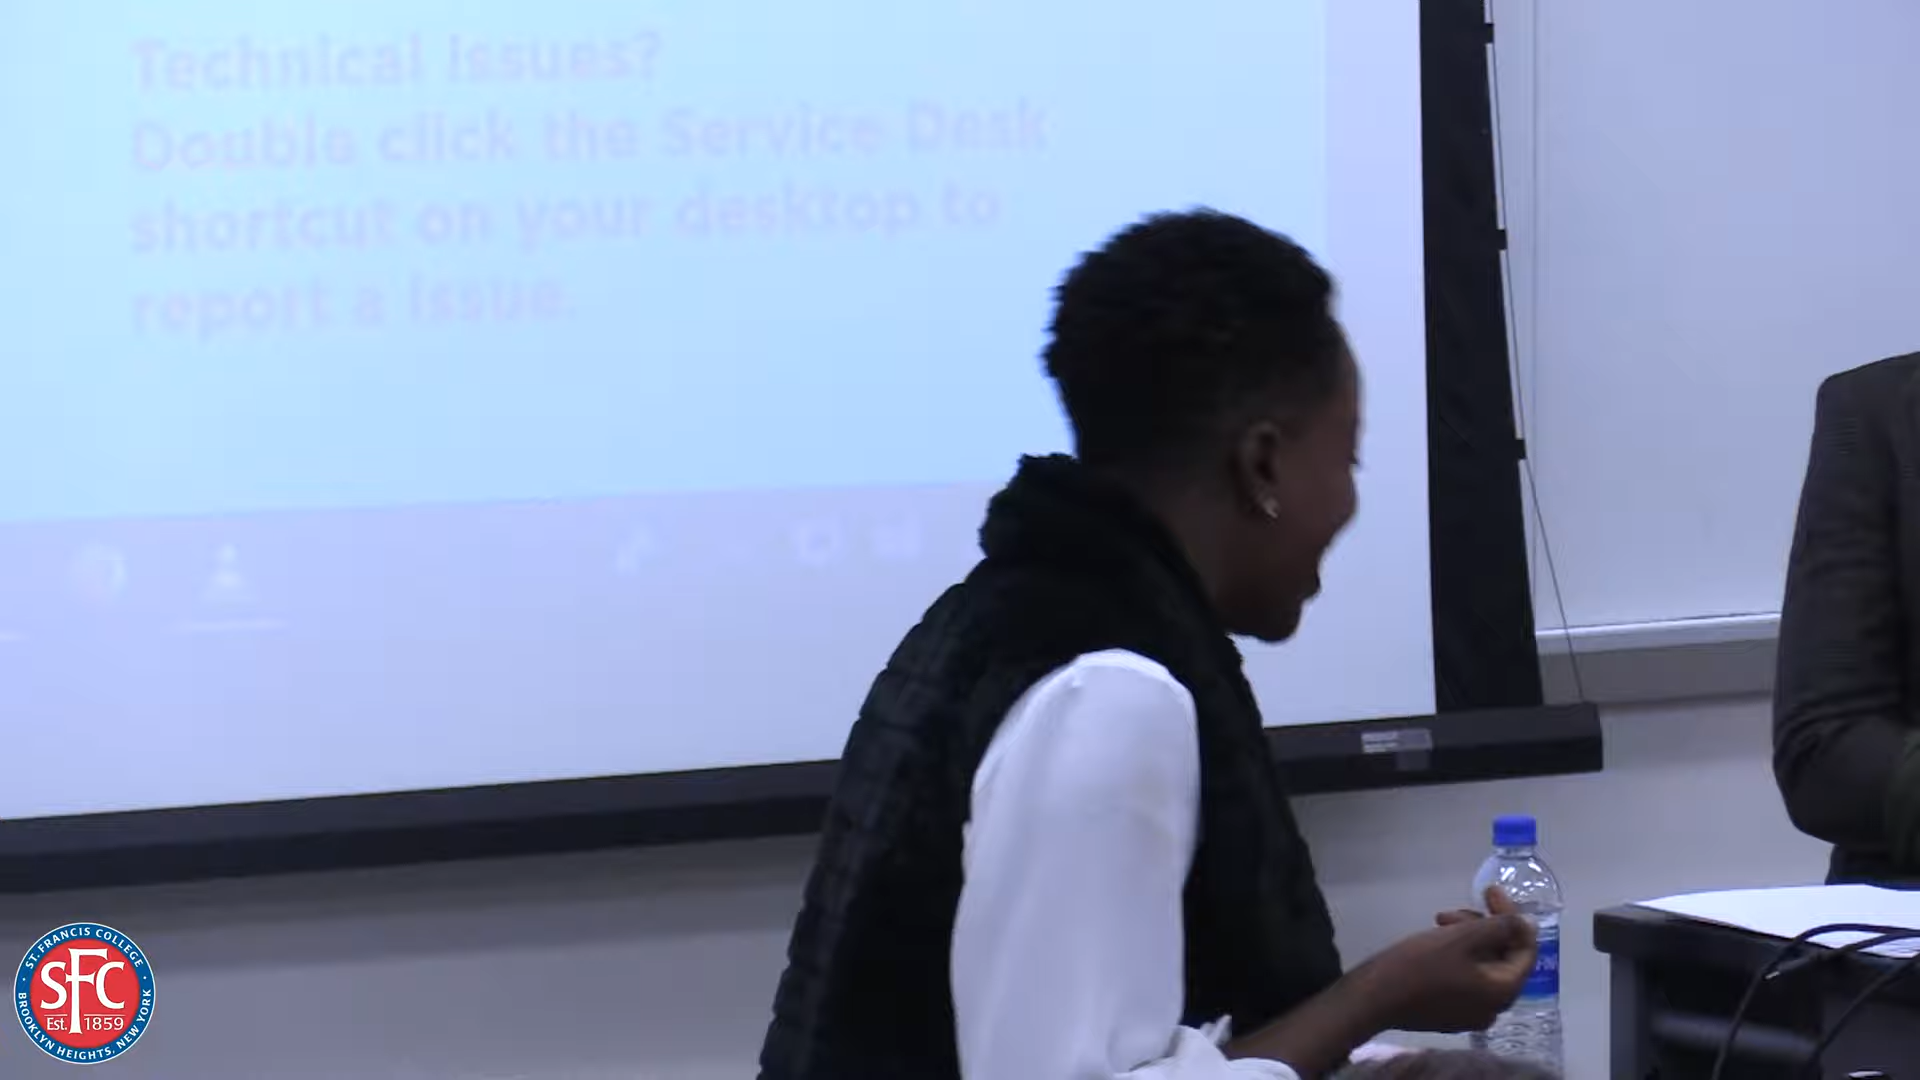 Technical Issues?
Double click the Service Desk
shortcut on your desktop to
report a issue.
ST. FRANCIS COLLEGE
SFC
Est. 1859
BROOKLYN HEIGHTS, NEW YORK